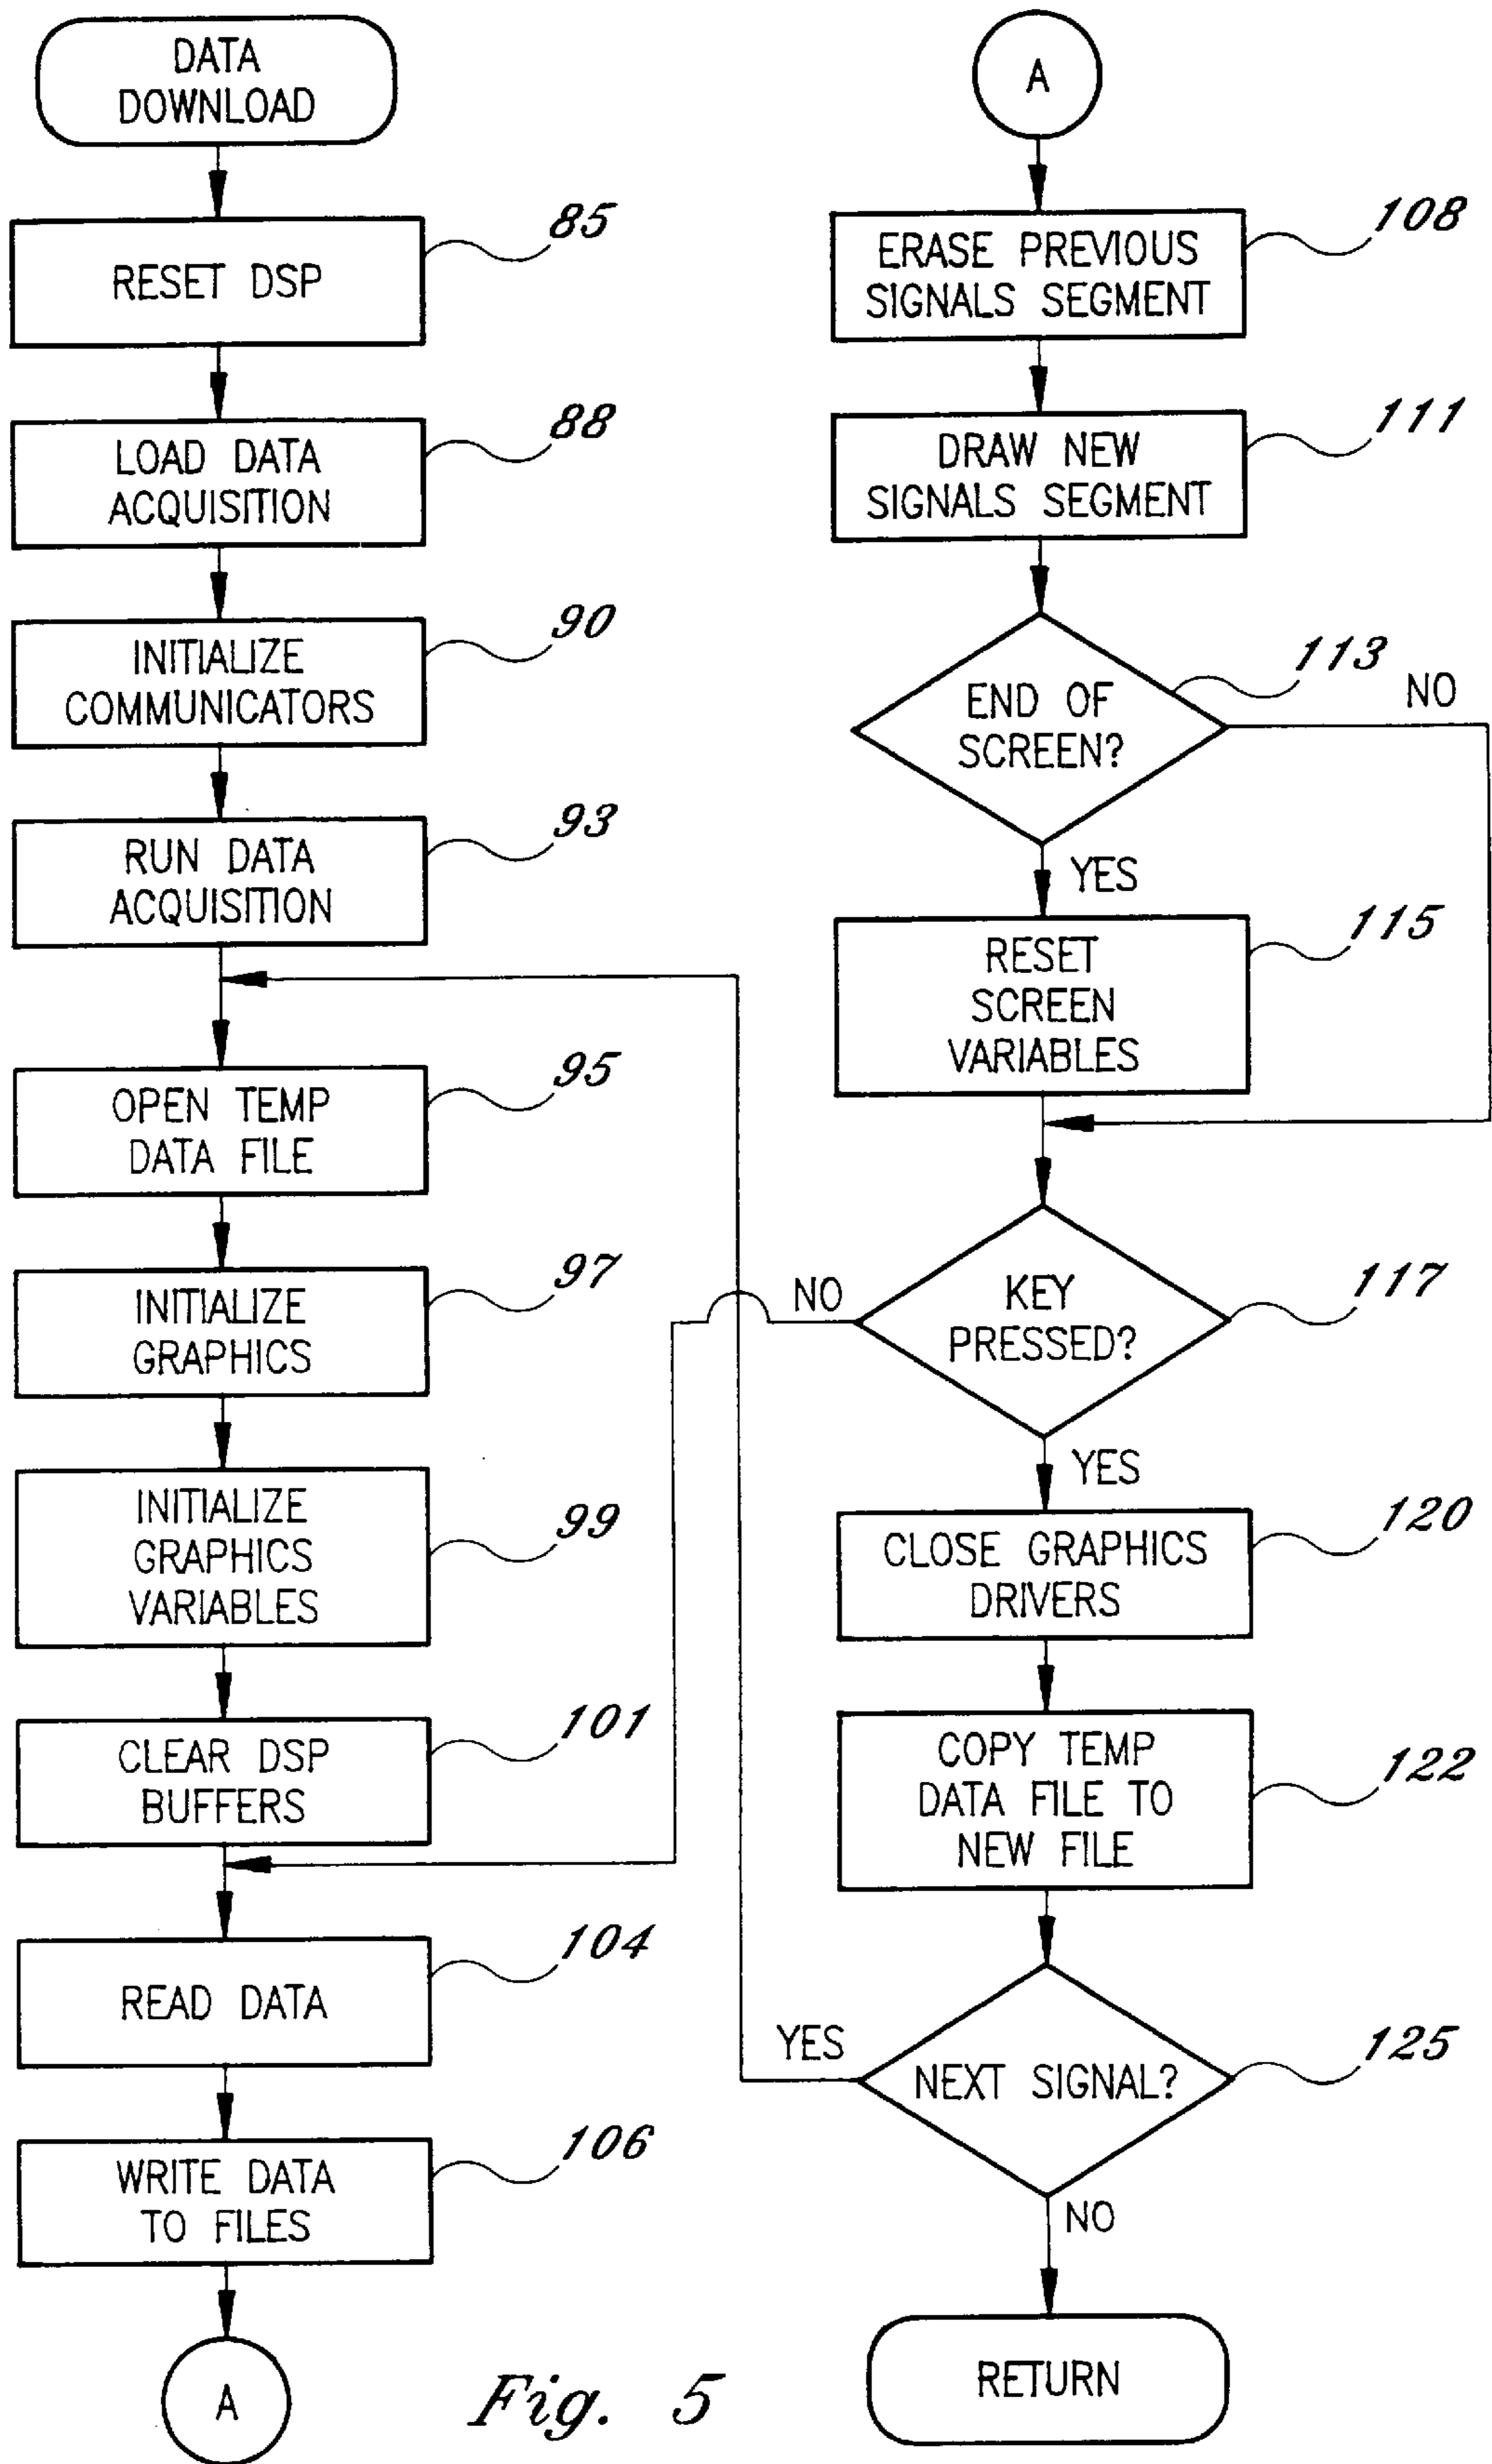 DATA
DOWNLOAD
85
RESET DSP
88
LOAD DATA
ACQUISITION
90
INITIALIZE
COMMUNICATORS
93
RUN DATA
ACQUISITION
95
OPEN TEMP
DATA FILE
97
INITIALIZE
GRAPHICS
99
INITIALIZE
GRAPHICS
VARIABLES
101
CLEAR DSP
BUFFERS
104
READ DATA
106
WRITE DATA
TO FILES
A
A
108
ERASE PREVIOUS
SIGNALS SEGMENT
111
DRAW NEW
SIGNALS SEGMENT
113
END OF
SCREEN?
NO
YES
115
RESET
SCREEN
VARIABLES
117
NO
KEY
PRESSED?
YES
120
CLOSE GRAPHICS
DRIVERS
122
COPY TEMP
DATA FILE TO
NEW FILE
125
YES
NEXT SIGNAL?
NO
RETURN
Fig. 5